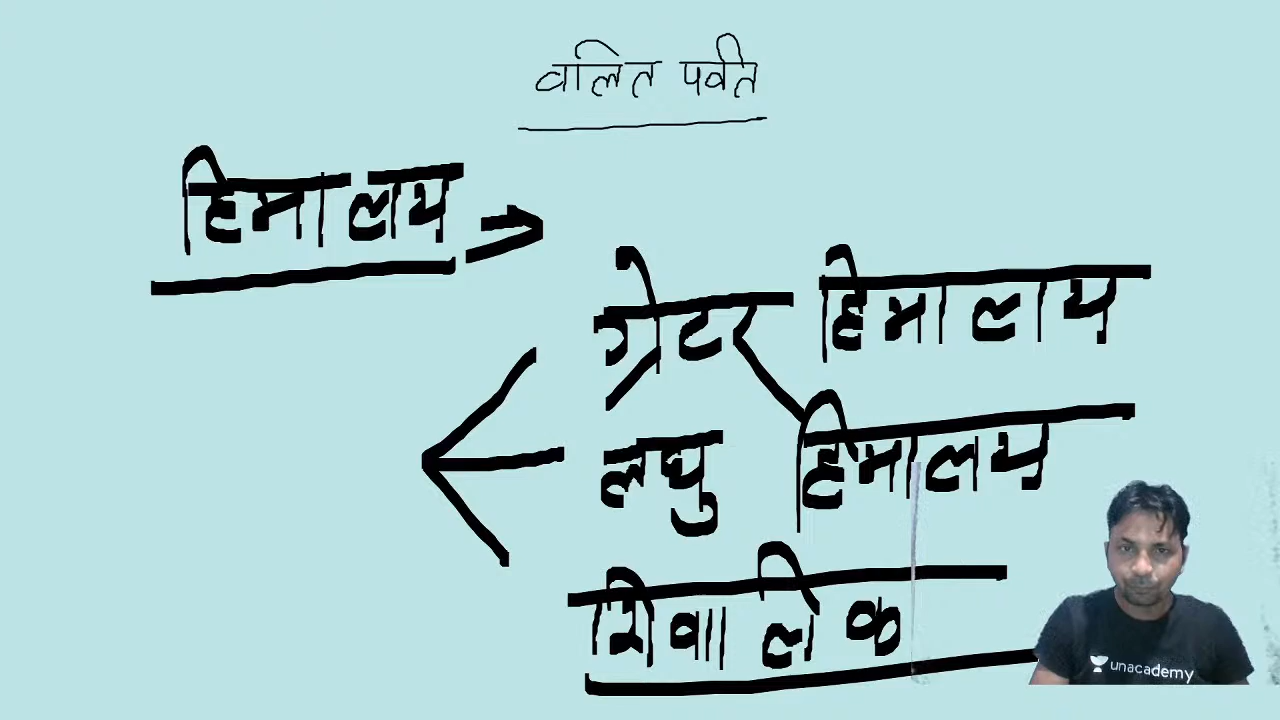 वलित पर्वत
हिमालय
ग्रेटर हिमालय
लघु हिमालय
शिवालिक
unacademy